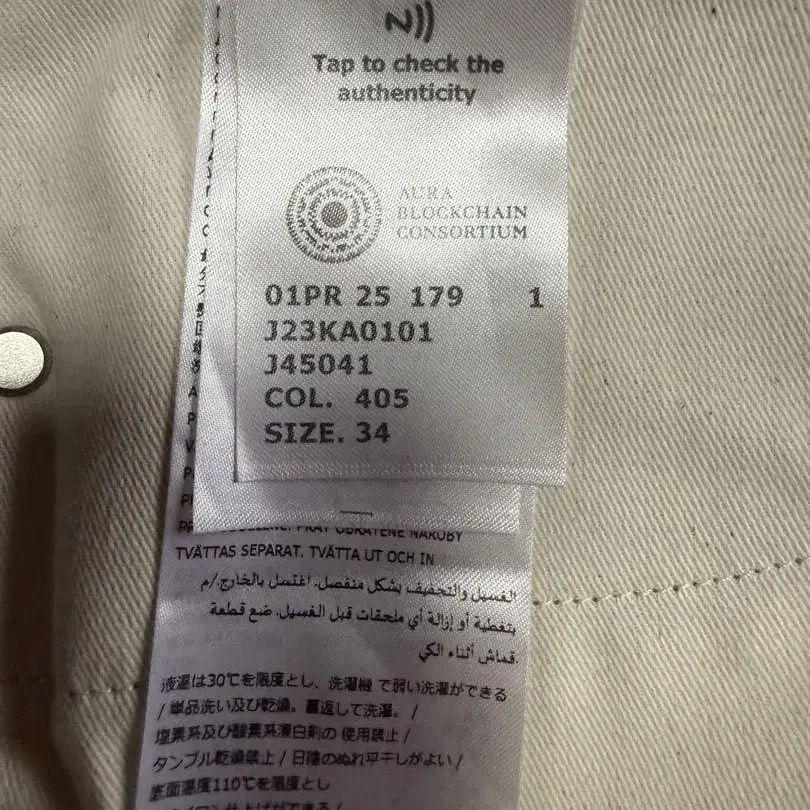 N
Tap to check the
authenticity
AURA
BLOCKCHAIN
CONSORTIUM
01PR 25 179 1
J23KA0101
J45041
COL. 405
SIZE. 34
OBRÁCENÉ NARUBY
TVÄTTAS SEPARAT. TVÄTTA UT OCH IN
الغسيل والتجفيف بشكل منفصل. اغتسل بالخارج./م
بتغطية أو إزالة أي ملحقات قبل الغسيل. ضع قطعة
قماش أثناء الكي.
液温は30℃を限度とし、洗濯機 で弱い洗濯ができる
/ 単品洗い及び乾燥。裏返して洗濯。 /
塩素系及び酸素系漂白剤の 使用禁止 /
タンブル乾燥禁止 / 日陰のぬれ平干しがよい /
底面温度110℃を限度とし